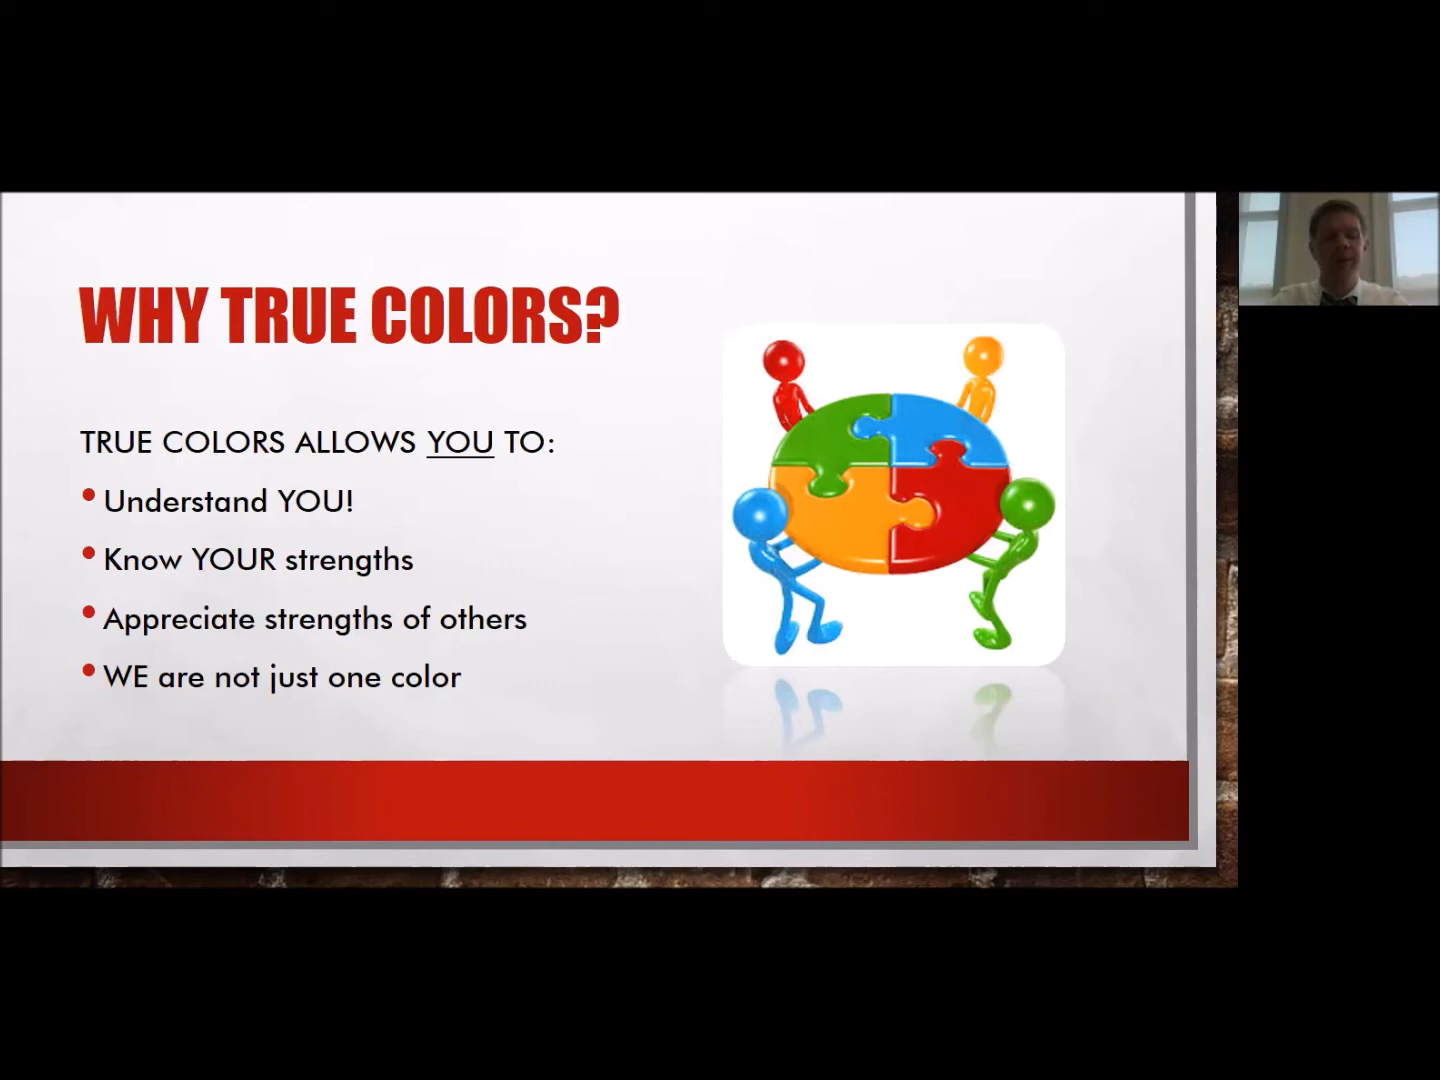 WHY TRUE COLORS?
TRUE COLORS ALLOWS YOU TO:
• Understand YOU!
• Know YOUR strengths
• Appreciate strengths of others
• WE are not just one color